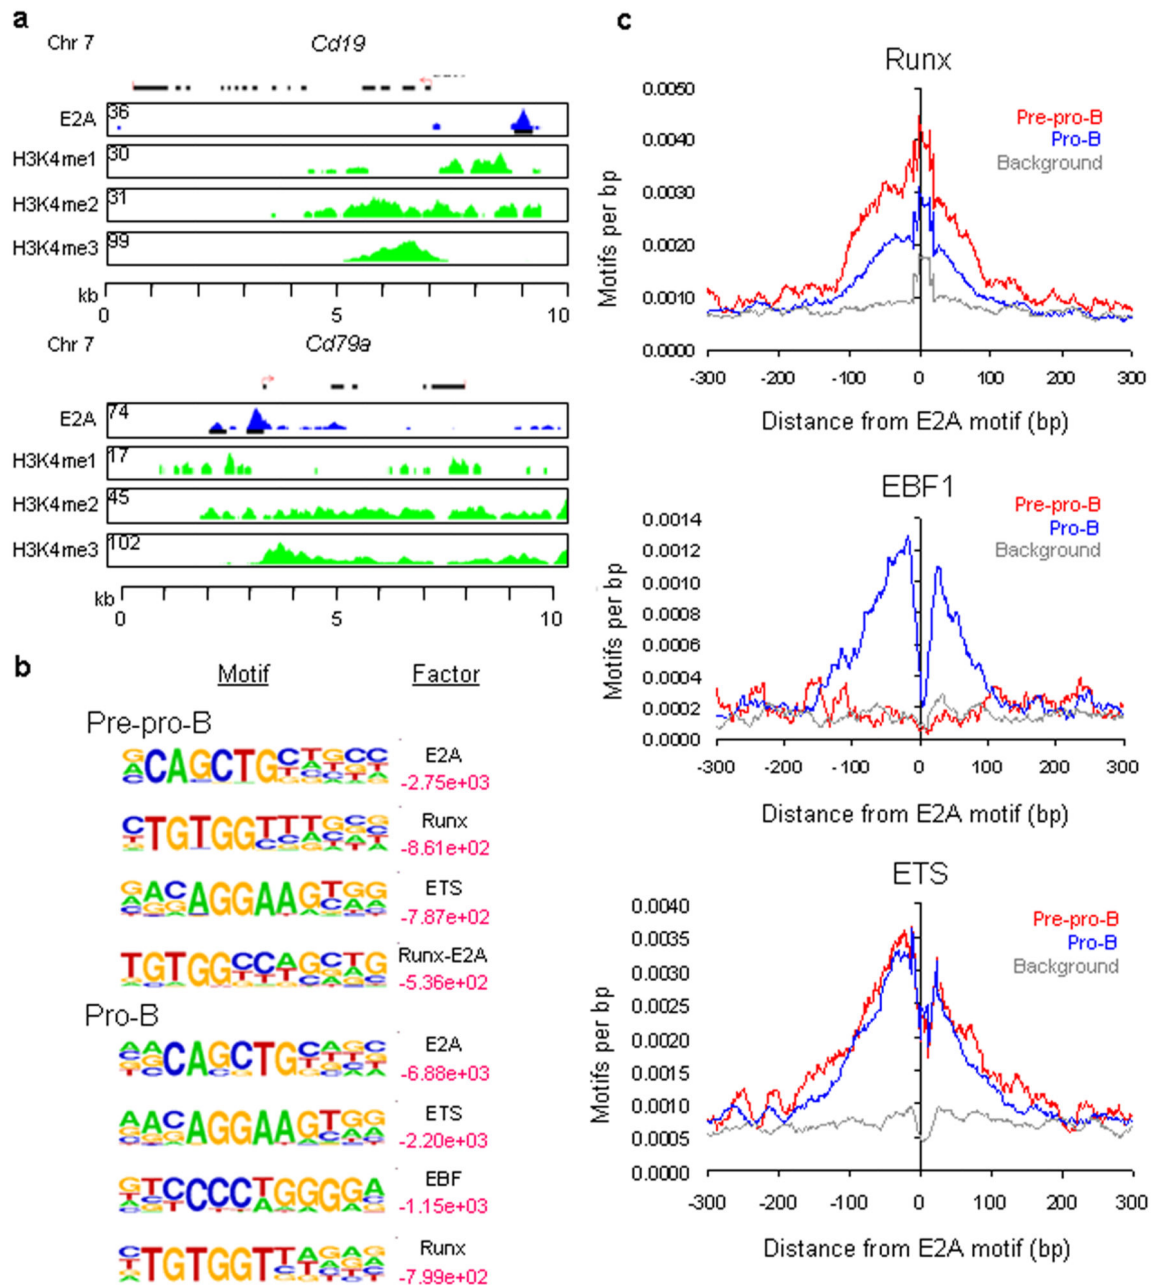 a
Chr 7
Cd19
E2A
36
H3K4me1
30
H3K4me2
31
H3K4me3
99
kb
0 5 10
Chr 7
Cd79a
E2A
74
H3K4me1
17
H3K4me2
45
H3K4me3
102
kb
0 5 10
b
Motif Factor
Pre-pro-B
CAGCTG
E2A
-2.75e+03
TGTGG
Runx
-8.61e+02
AGGAAG
ETS
-7.87e+02
TGTGG
Runx-E2A
-5.36e+02
Pro-B
CAGCTG
E2A
-6.88e+03
AGGAAG
ETS
-2.20e+03
CCCTGGGG
EBF
-1.15e+03
TGTGGT
Runx
-7.99e+02
c
Runx
0.0050
0.0040
0.0030
0.0020
0.0010
0.0000
Motifs per bp
Pre-pro-B
Pro-B
Background
-300 -200 -100 0 100 200 300
Distance from E2A motif (bp)
EBF1
0.0014
0.0012
0.0010
0.0008
0.0006
0.0004
0.0002
0.0000
Motifs per bp
Pre-pro-B
Pro-B
Background
-300 -200 -100 0 100 200 300
Distance from E2A motif (bp)
ETS
0.0040
0.0035
0.0030
0.0025
0.0020
0.0015
0.0010
0.0005
0.0000
Motifs per bp
Pre-pro-B
Pro-B
Background
-300 -200 -100 0 100 200 300
Distance from E2A motif (bp)